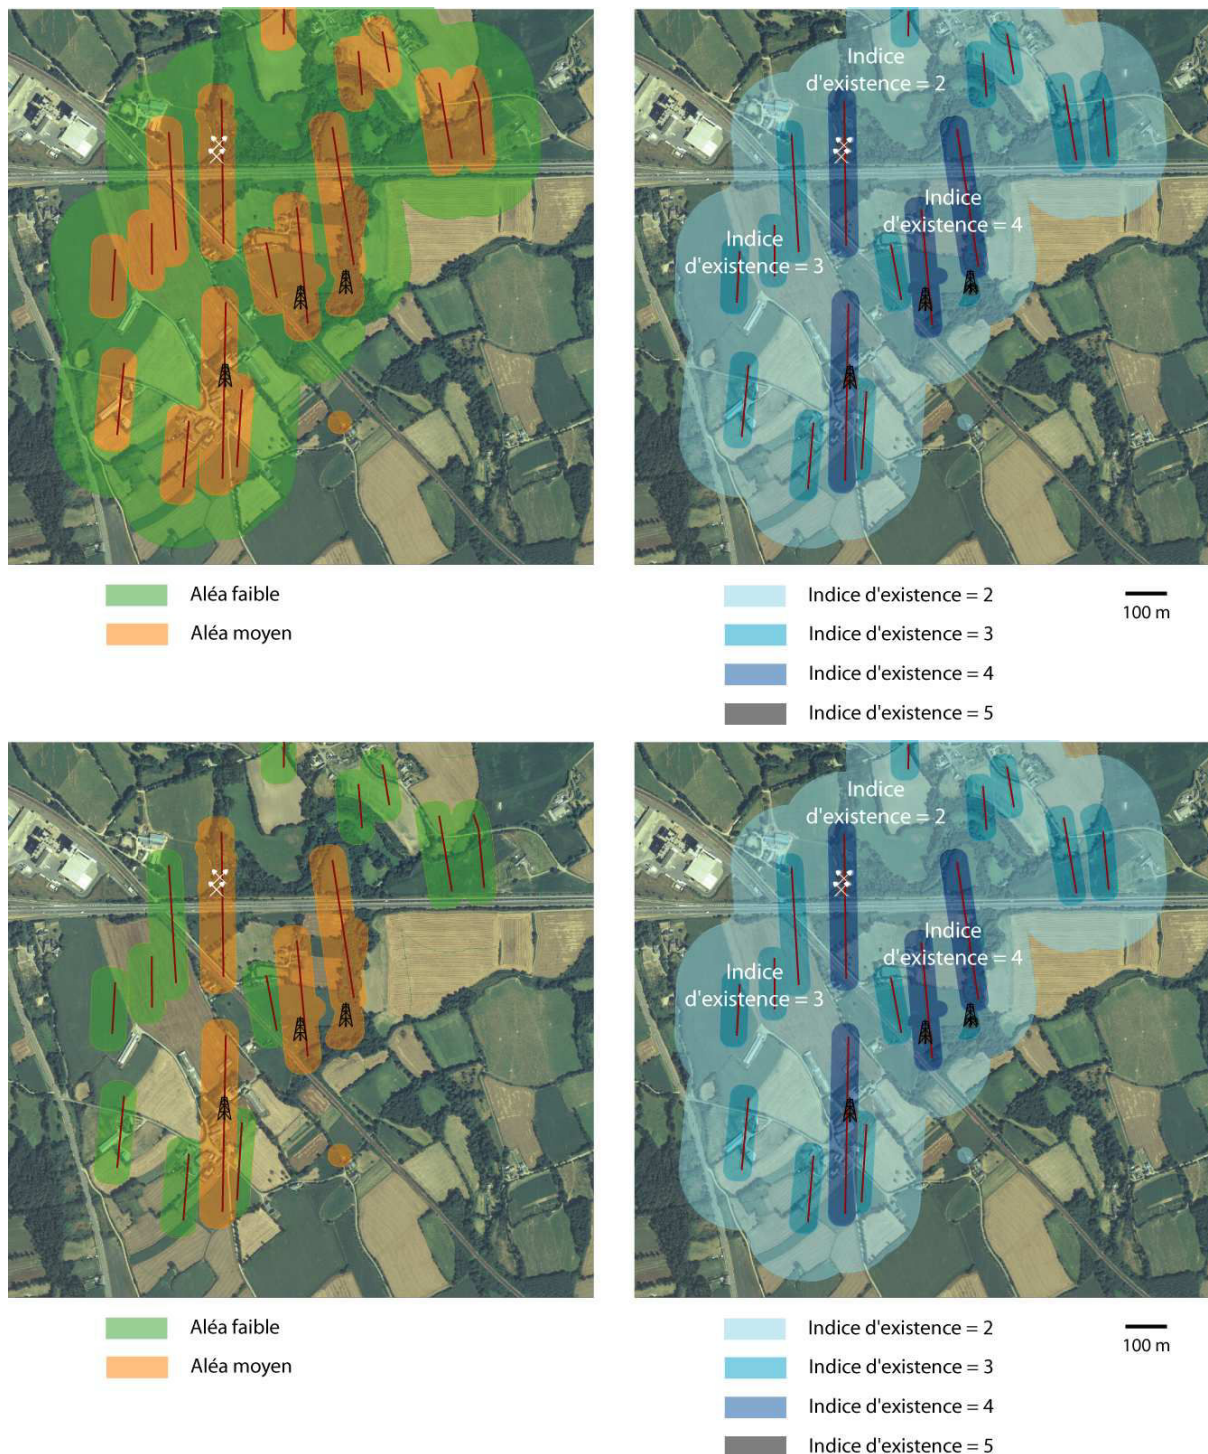 Indice
d'existence = 2
Indice
d'existence = 4
Indice
d'existence = 3
Aléa faible
Aléa moyen
Indice d'existence = 2
Indice d'existence = 3
Indice d'existence = 4
Indice d'existence = 5
100 m
Indice
d'existence = 2
Indice
d'existence = 4
Indice
d'existence = 3
Aléa faible
Aléa moyen
Indice d'existence = 2
Indice d'existence = 3
Indice d'existence = 4
Indice d'existence = 5
100 m